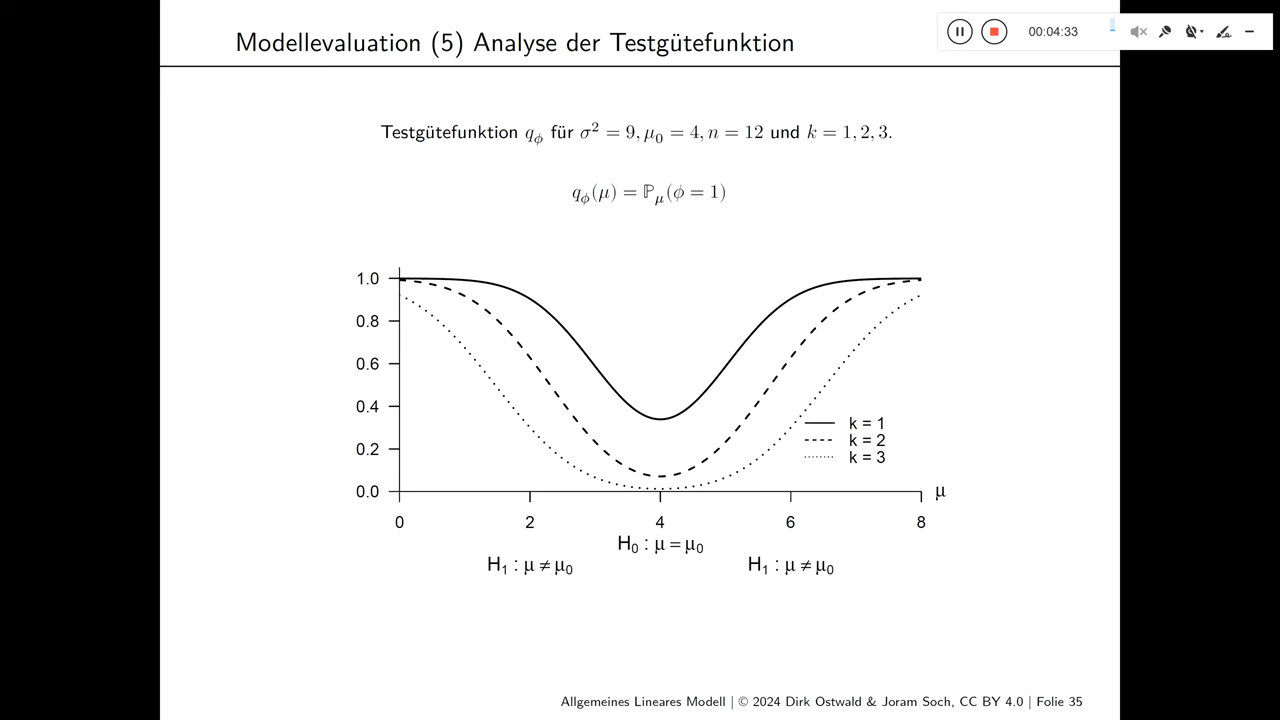 Modellevaluation (5) Analyse der Testgütefunktion
00:04:33
Testgütefunktion q_ϕ für σ² = 9, μ₀ = 4, n = 12 und k = 1, 2, 3.
q_ϕ(μ) = ℙ_μ(ϕ = 1)
1.0
0.8
0.6
0.4
0.2
0.0
k = 1
k = 2
k = 3
μ
0 2 4 6 8
H₀ : μ = μ₀
H₁ : μ ≠ μ₀ H₁ : μ ≠ μ₀
Allgemeines Lineares Modell | © 2024 Dirk Ostwald & Joram Soch, CC BY 4.0 | Folie 35